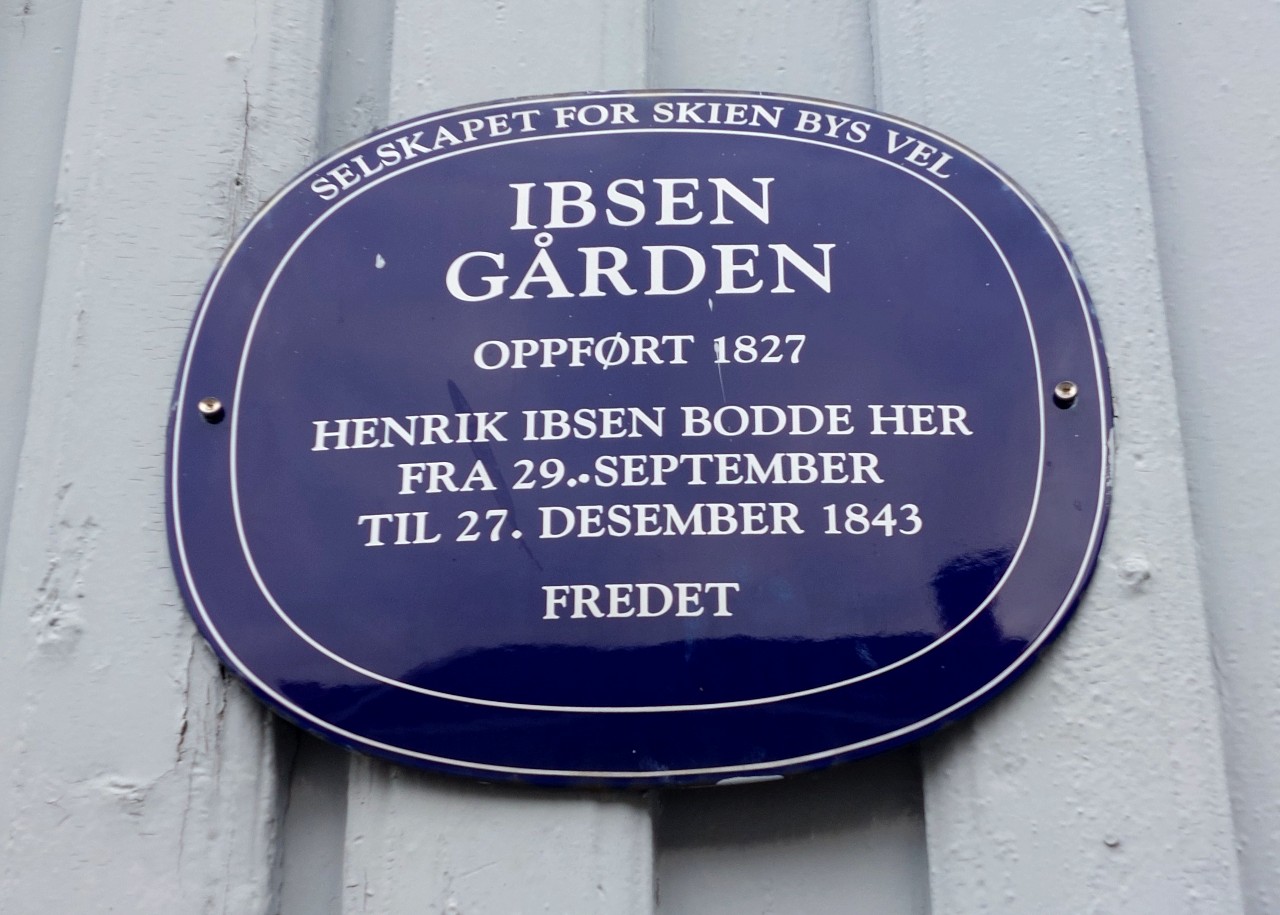 SELSKAPET FOR SKIEN BYS VEL
IBSEN
GÅRDEN
OPPFØRT 1827
HENRIK IBSEN BODDE HER
FRA 29. SEPTEMBER
TIL 27. DESEMBER 1843
FREDET